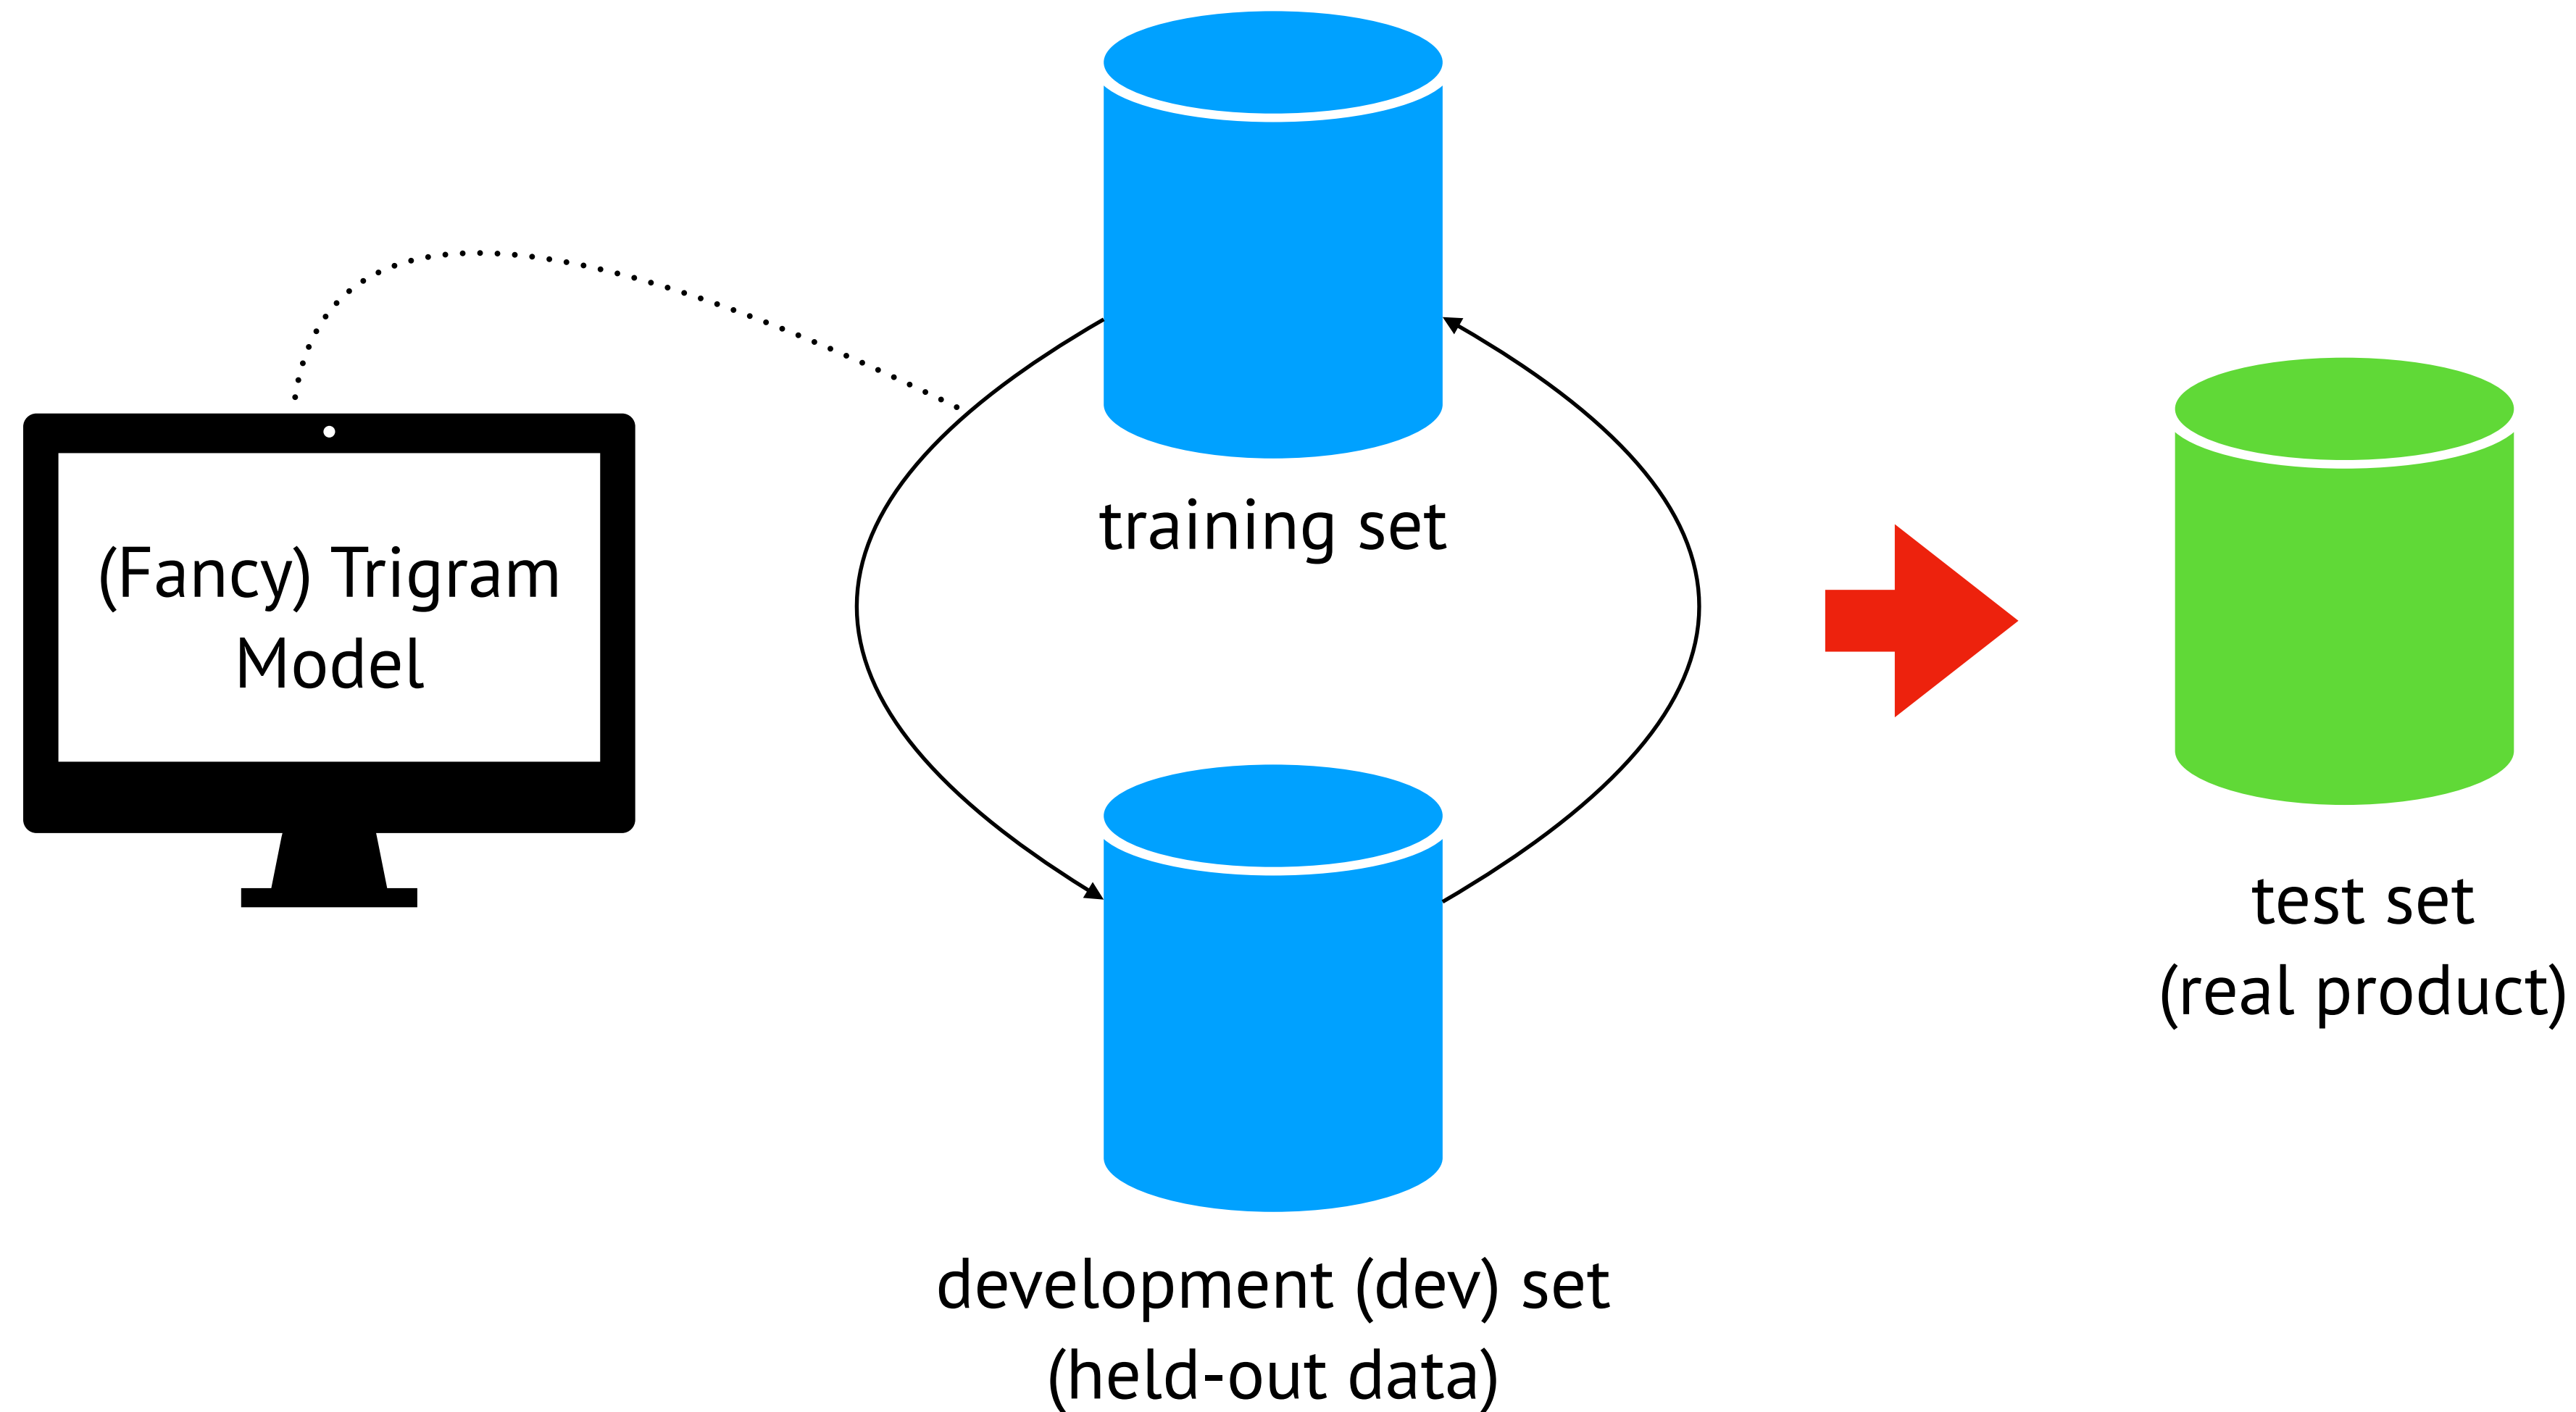 (Fancy) Trigram
Model
training set
development (dev) set
(held-out data)
test set
(real product)